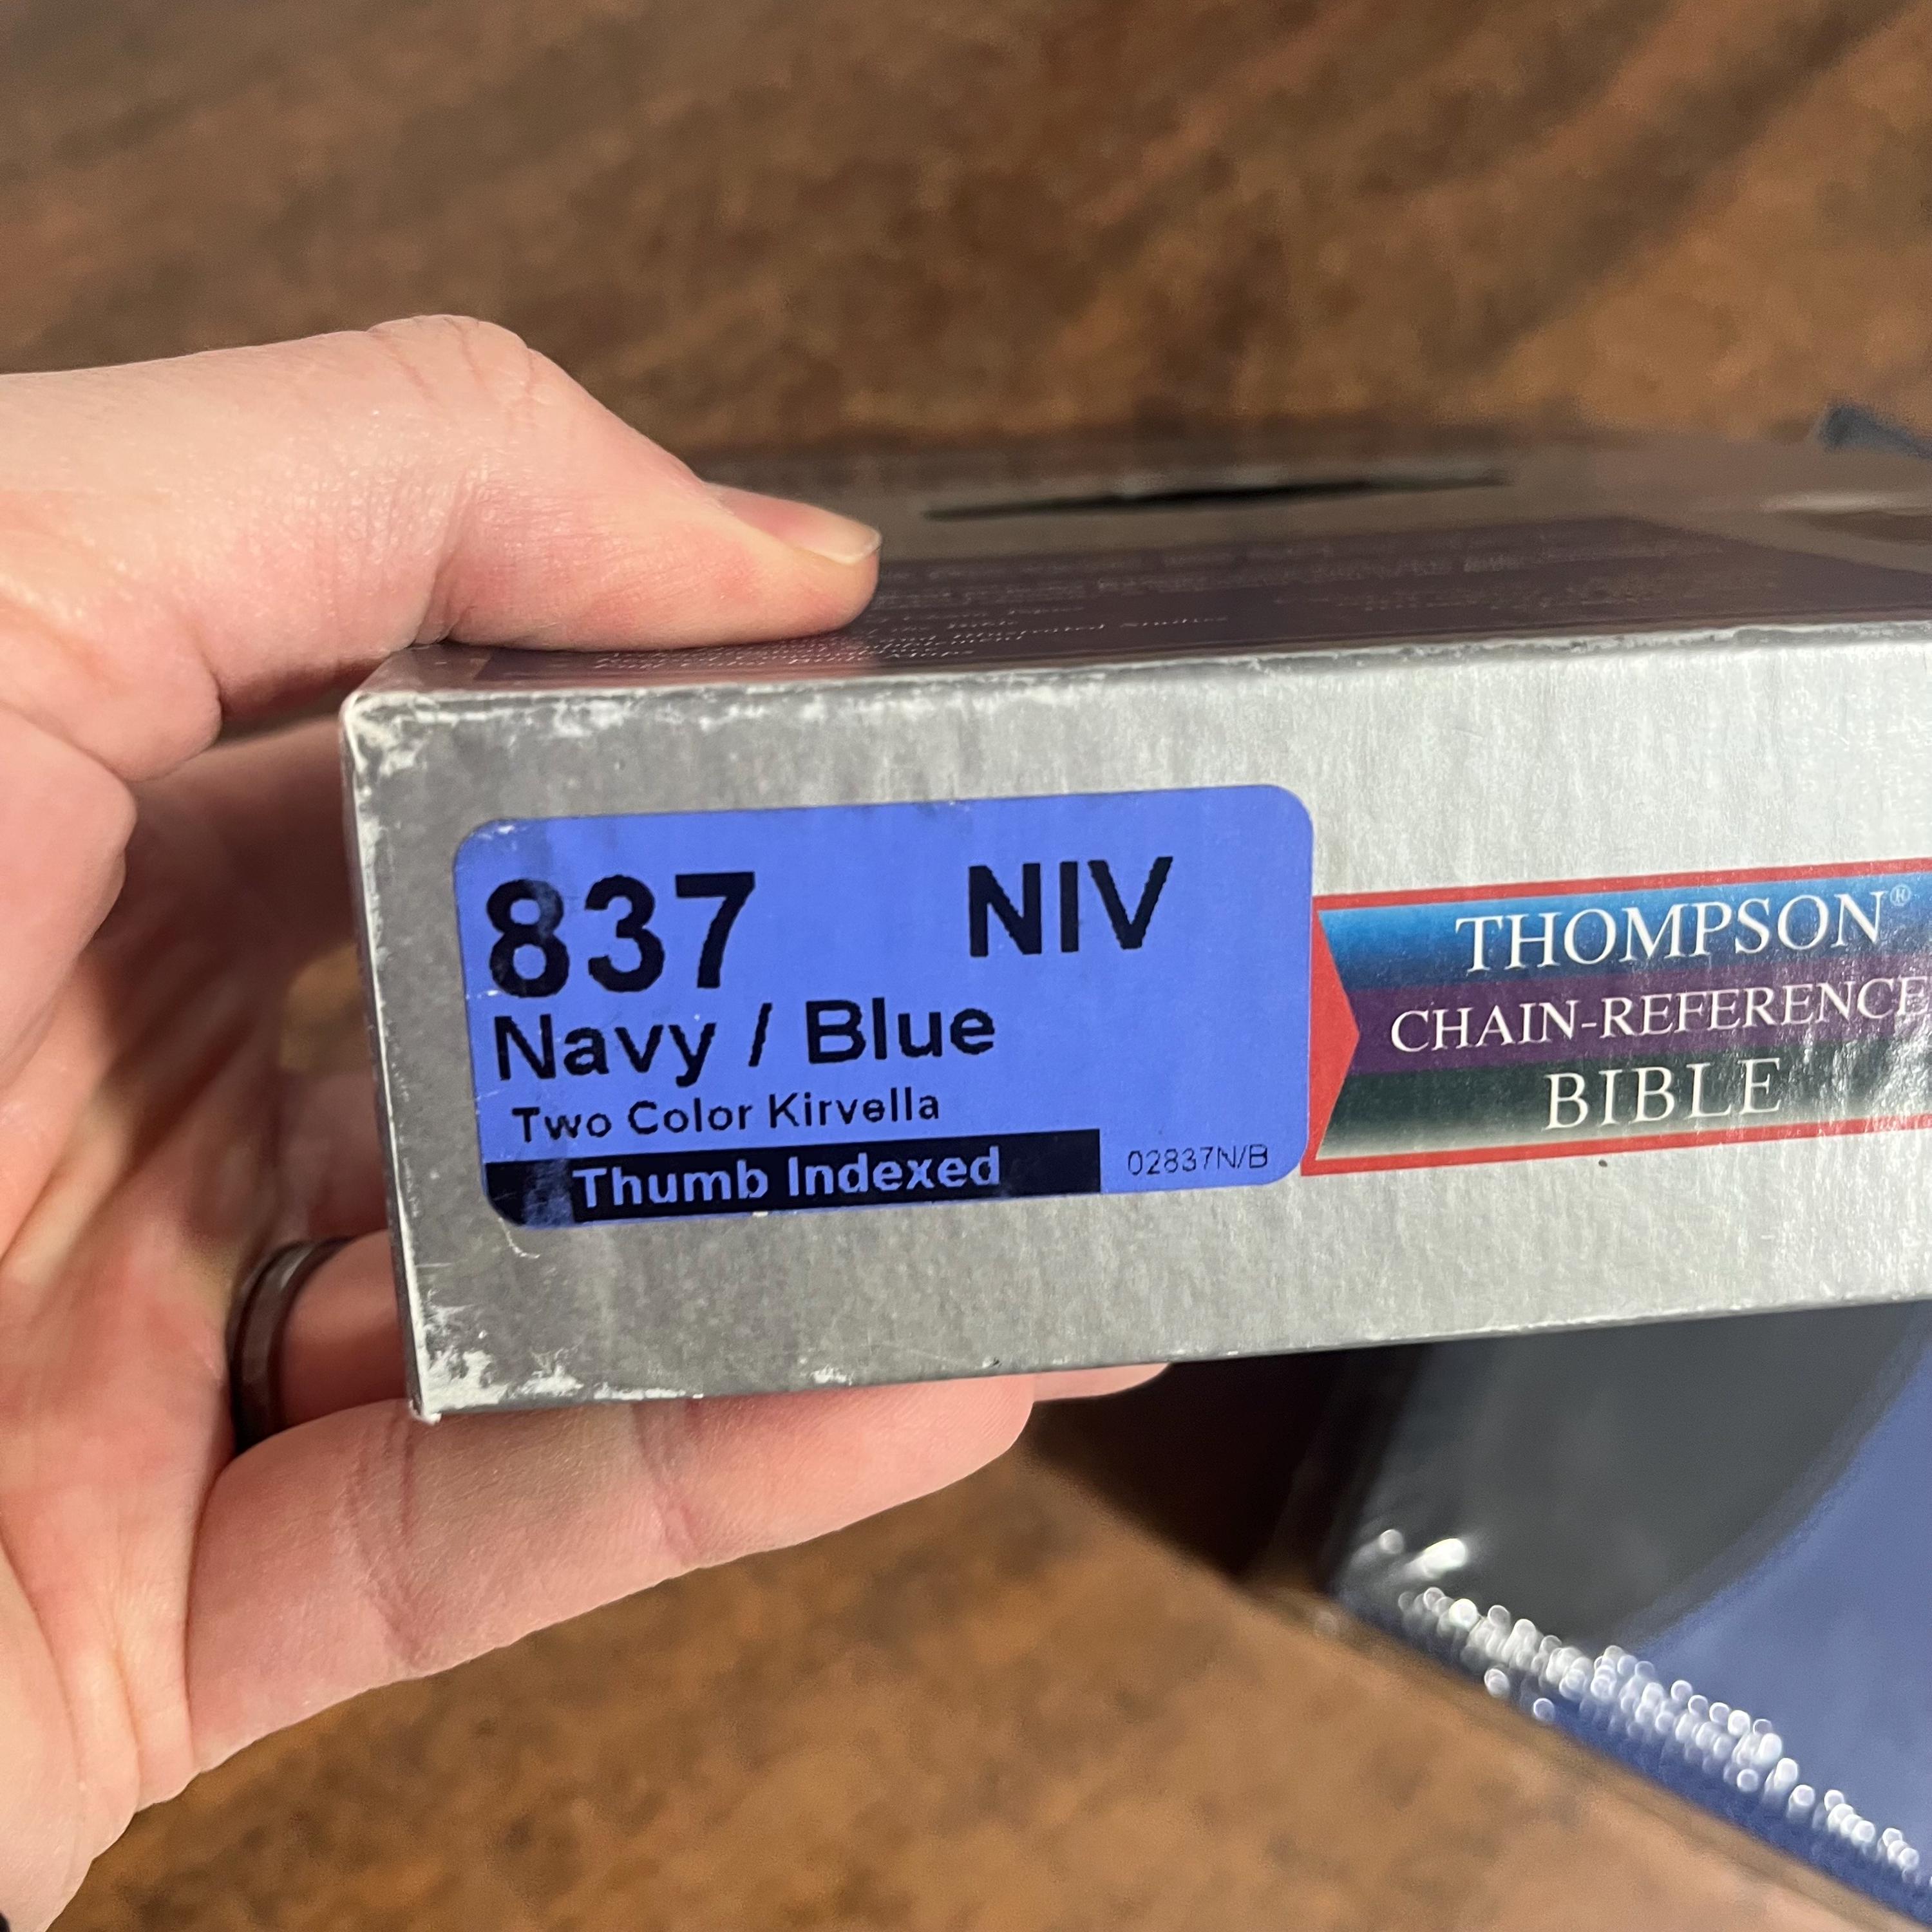 837 NIV
Navy / Blue
Two Color Kirvella
Thumb Indexed
02837N/B
THOMPSON®
CHAIN-REFERENCE
BIBLE